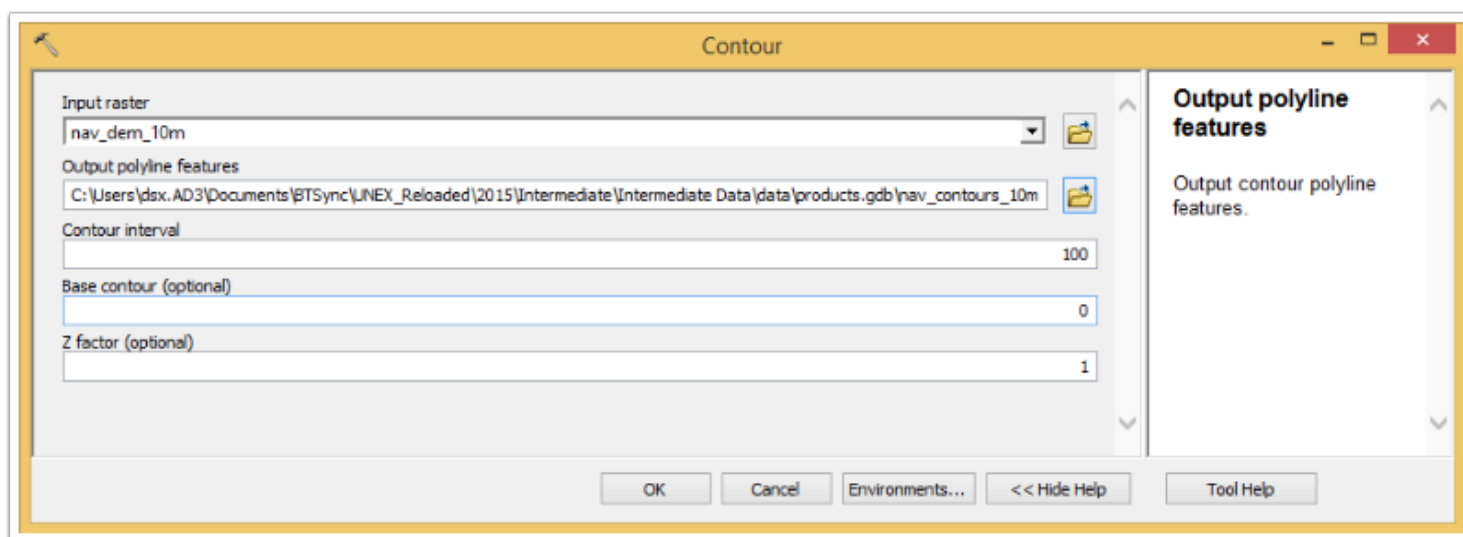 Contour
Input raster
nav_dem_10m
Output polyline features
C:\Users\dsx.AD3\Documents\BTSync\UNEX_Reloaded\2015\Intermediate\Intermediate Data\data\products.gdb\nav_contours_10m
Contour interval
100
Base contour (optional)
0
Z factor (optional)
1
Output polyline
features
Output contour polyline
features.
OK
Cancel
Environments...
<< Hide Help
Tool Help